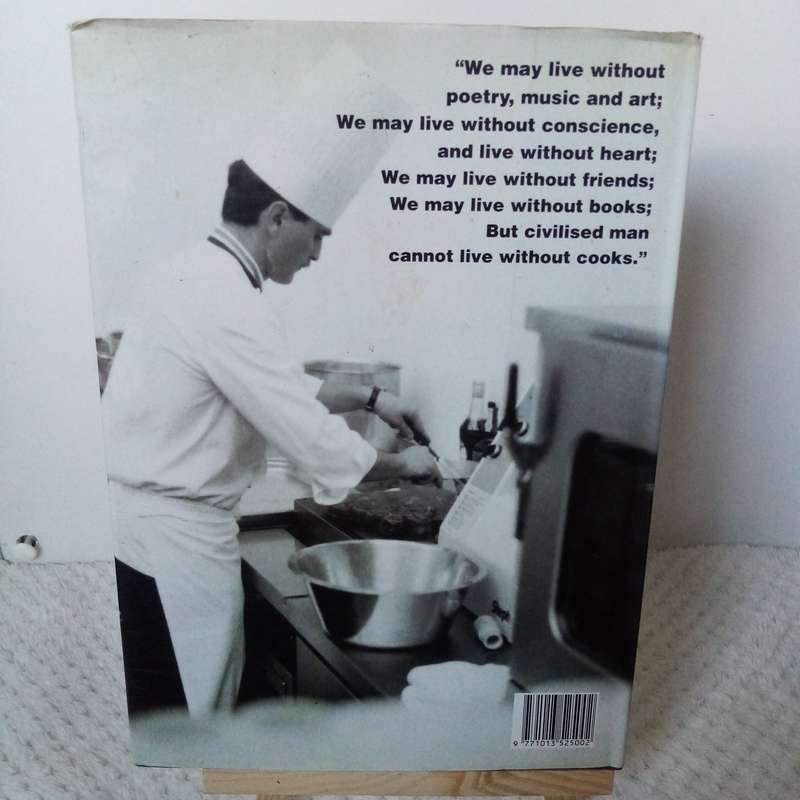 “We may live without
poetry, music and art;
We may live without conscience,
and live without heart;
We may live without friends;
We may live without books;
But civilised man
cannot live without cooks.”
9 771013 525002